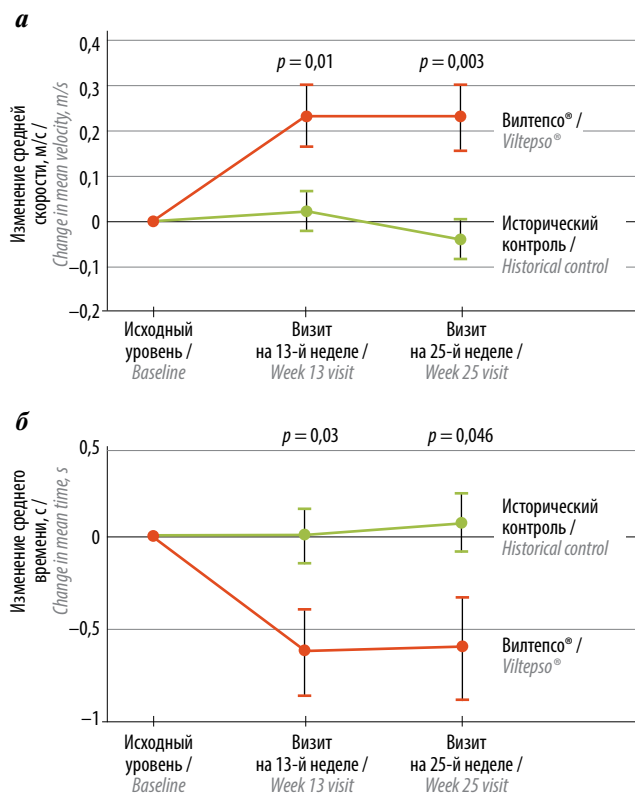 а
Изменение средней
скорости, м/с /
Change in mean velocity, m/s
0,4
0,3
0,2
0,1
0
–0,1
–0,2
p = 0,01
p = 0,003
Вилтепсо® /
Viltepso®
Исторический
контроль /
Historical control
Исходный
уровень /
Baseline
Визит
на 13-й неделе /
Week 13 visit
Визит
на 25-й неделе /
Week 25 visit
б
Изменение среднего
времени, с /
Change in mean time, s
0,5
0
–0,5
–1
p = 0,03
p = 0,046
Исторический
контроль /
Historical control
Вилтепсо® /
Viltepso®
Исходный
уровень /
Baseline
Визит
на 13-й неделе /
Week 13 visit
Визит
на 25-й неделе /
Week 25 visit